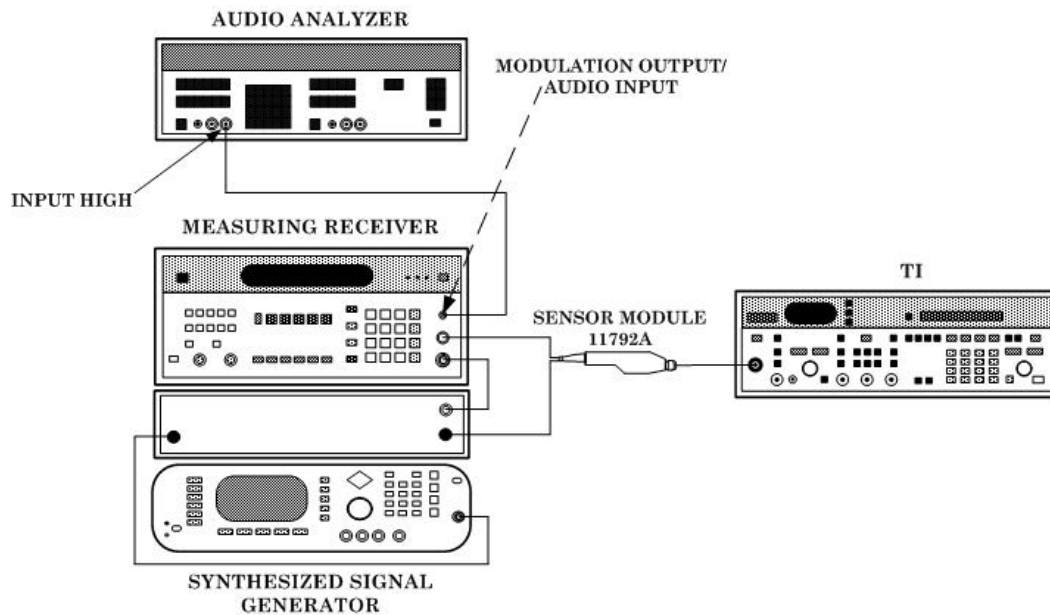 AUDIO ANALYZER
MODULATION OUTPUT/
AUDIO INPUT
INPUT HIGH
MEASURING RECEIVER
TI
SENSOR MODULE
11792A
SYNTHESIZED SIGNAL
GENERATOR